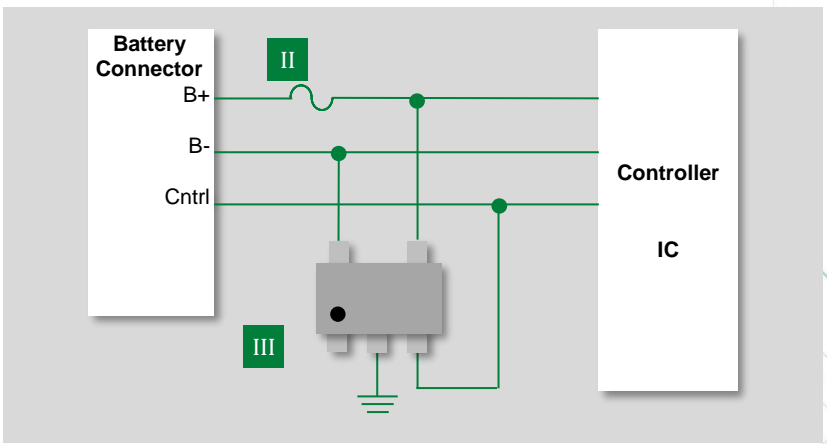 Battery
Connector
II
B+
B-
Cntrl
Controller
IC
III